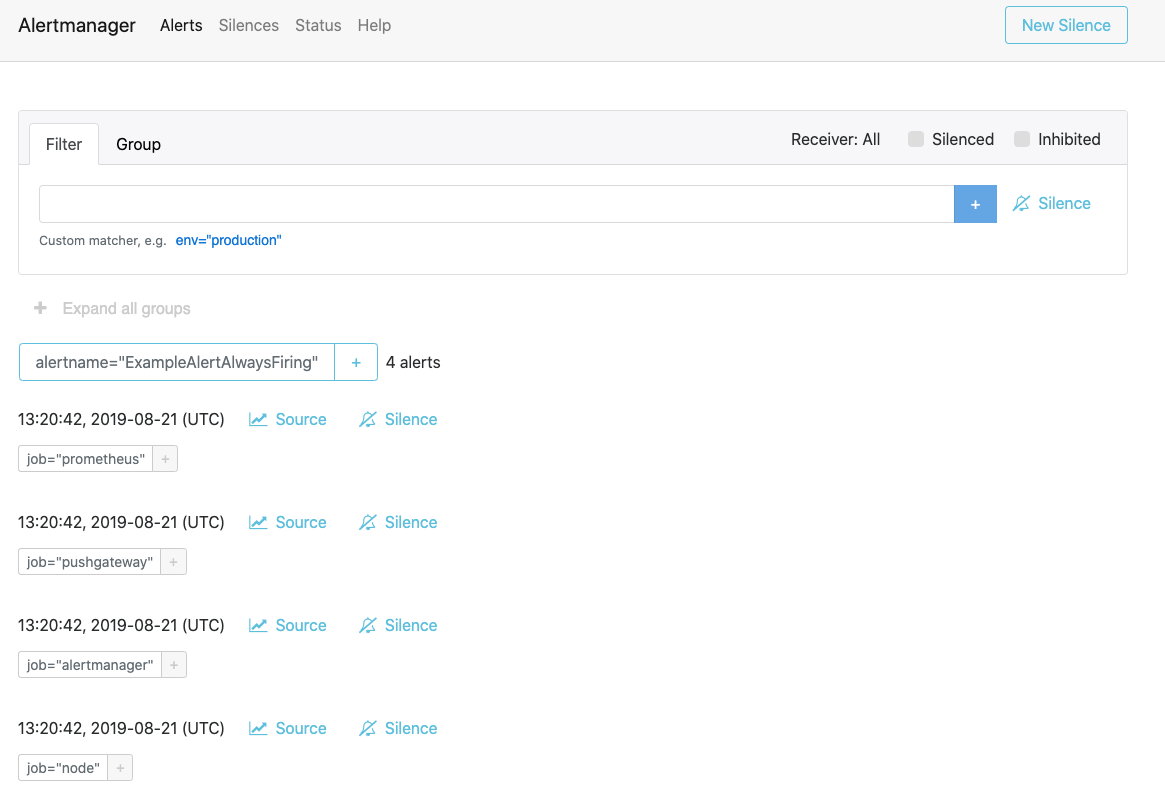 Alertmanager Alerts Silences Status Help New Silence
Filter Group Receiver: All Silenced Inhibited
+ Silence
Custom matcher, e.g. env="production"
+ Expand all groups
alertname="ExampleAlertAlwaysFiring" + 4 alerts
13:20:42, 2019-08-21 (UTC) Source Silence
job="prometheus" +
13:20:42, 2019-08-21 (UTC) Source Silence
job="pushgateway" +
13:20:42, 2019-08-21 (UTC) Source Silence
job="alertmanager" +
13:20:42, 2019-08-21 (UTC) Source Silence
job="node" +